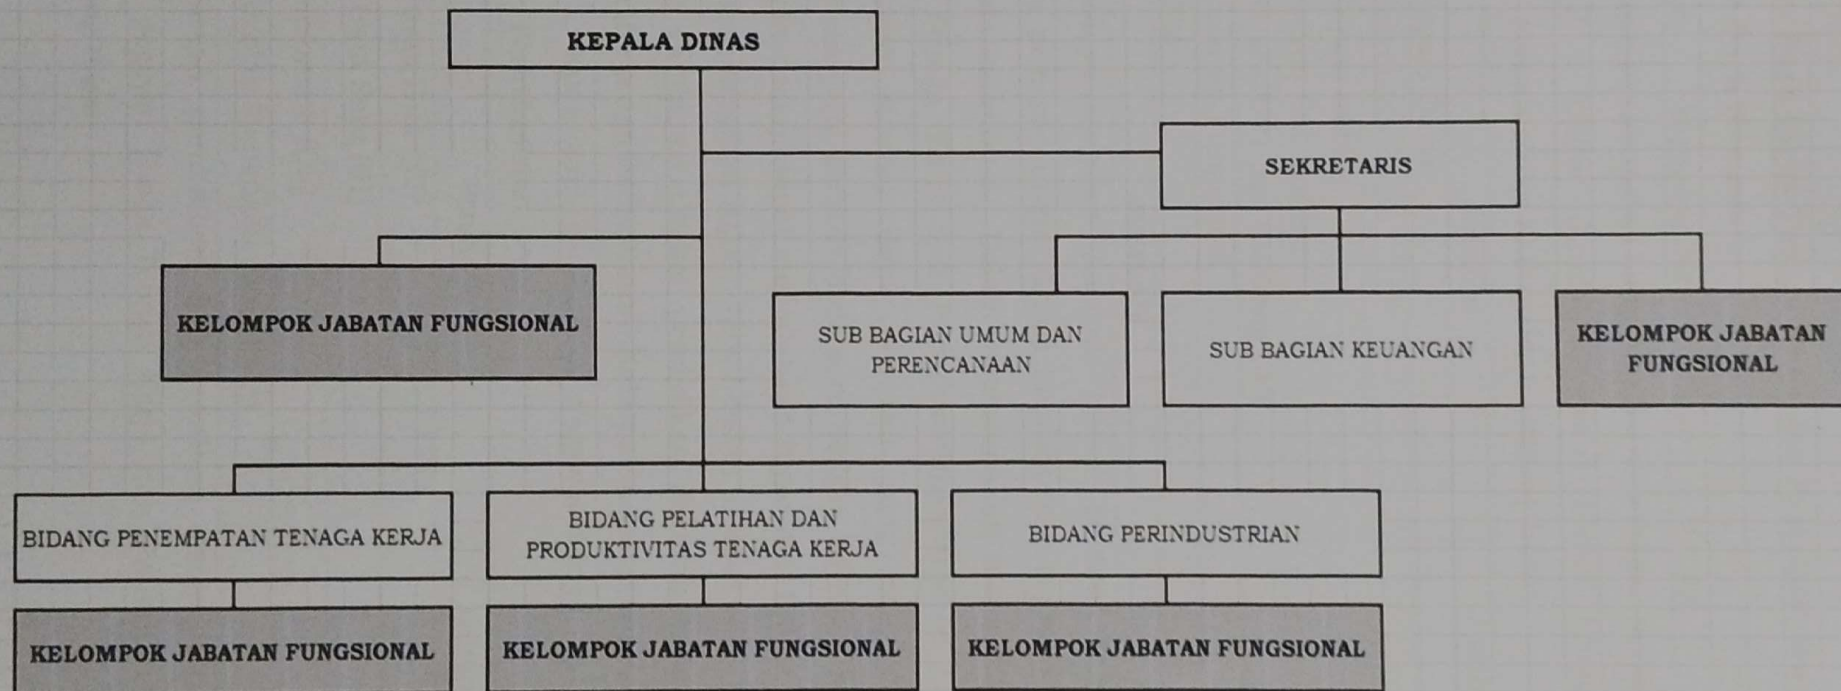 KEPALA DINAS
SEKRETARIS
KELOMPOK JABATAN FUNGSIONAL
SUB BAGIAN UMUM DAN
PERENCANAAN
SUB BAGIAN KEUANGAN
KELOMPOK JABATAN
FUNGSIONAL
BIDANG PENEMPATAN TENAGA KERJA
BIDANG PELATIHAN DAN
PRODUKTIVITAS TENAGA KERJA
BIDANG PERINDUSTRIAN
KELOMPOK JABATAN FUNGSIONAL
KELOMPOK JABATAN FUNGSIONAL
KELOMPOK JABATAN FUNGSIONAL